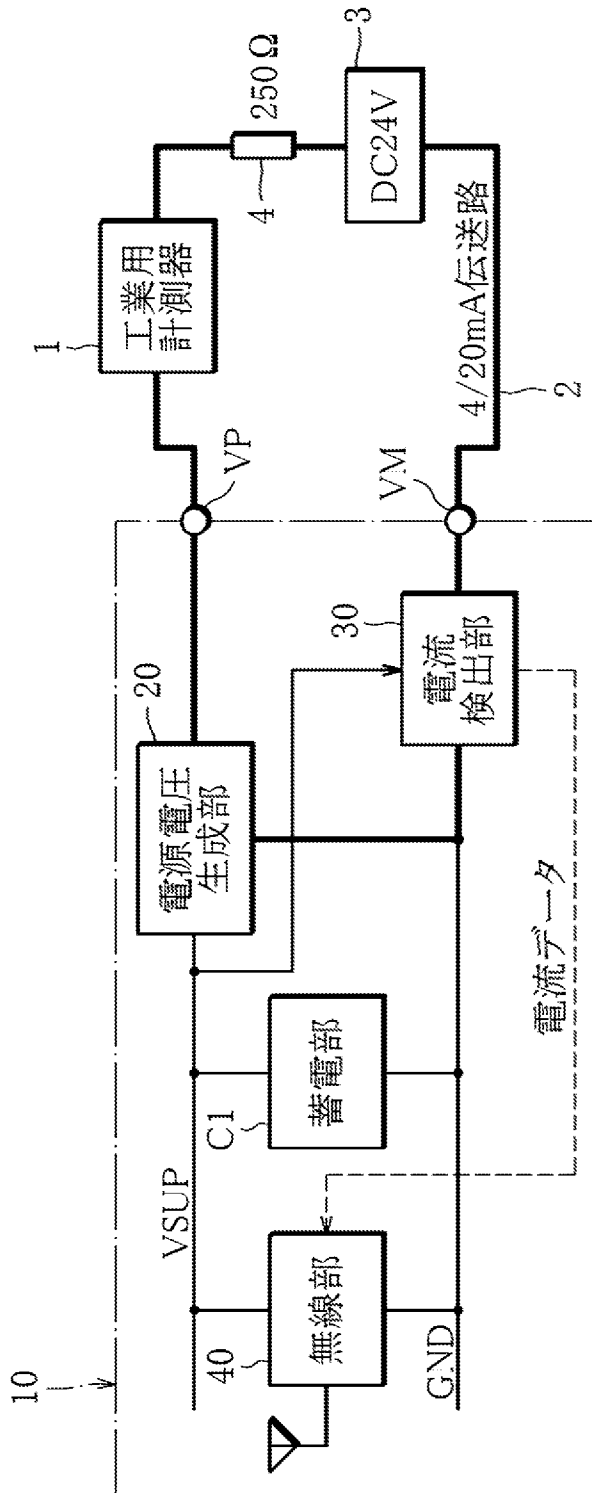 10
40
無線部
VSUP
GND
C1
蓄電部
電流データ
20
電源電圧
生成部
30
電流
検出部
VP
VM
1
工業用
計測器
4
250Ω
3
DC24V
4/20mA伝送路
2